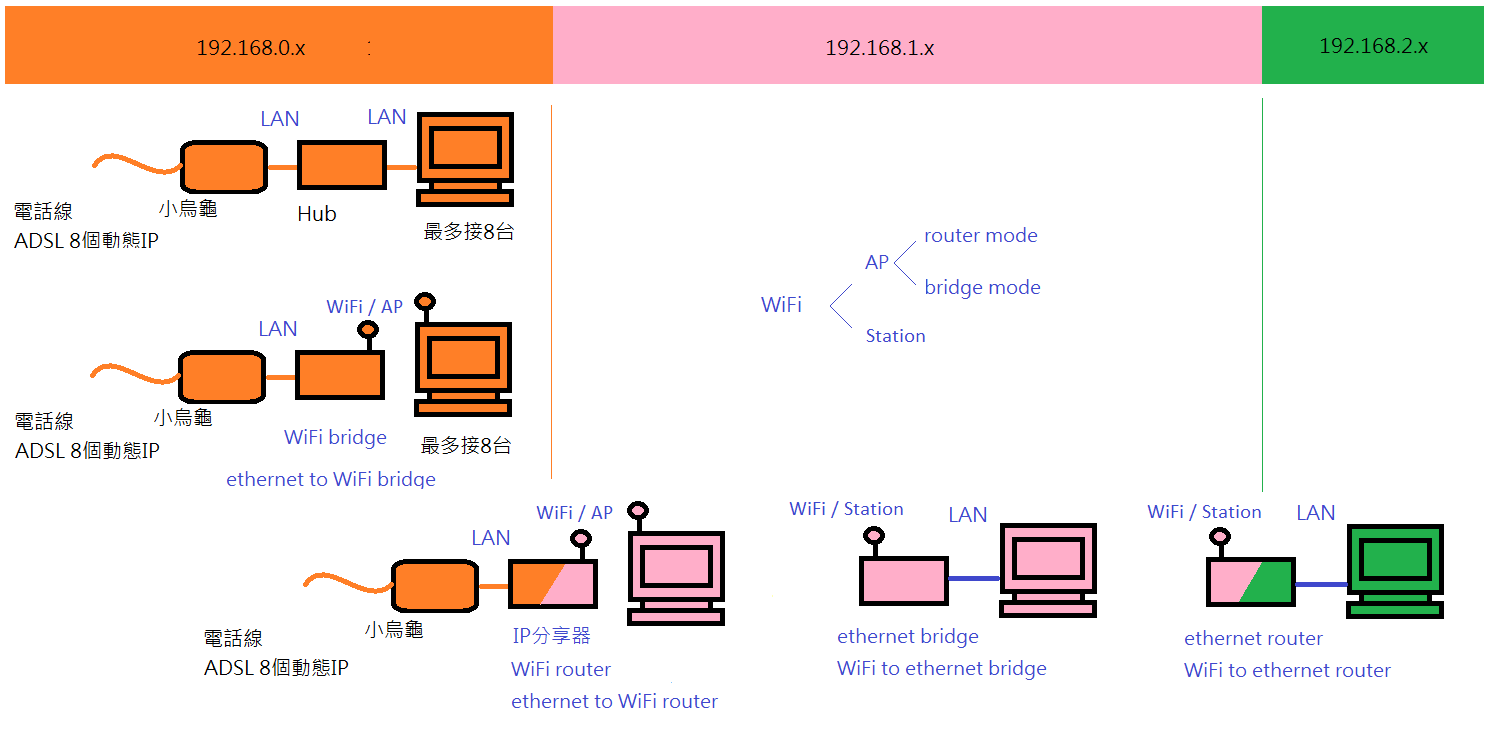 192.168.0.x :
192.168.1.x
192.168.2.x
LAN
LAN
小烏龜
Hub
電話線
ADSL 8個動態IP
最多接8台
WiFi
AP
router mode
bridge mode
Station
WiFi / AP
LAN
小烏龜
電話線
ADSL 8個動態IP
WiFi bridge
最多接8台
ethernet to WiFi bridge
WiFi / AP
LAN
小烏龜
電話線
ADSL 8個動態IP
IP分享器
WiFi router
ethernet to WiFi router
WiFi / Station
LAN
ethernet bridge
WiFi to ethernet bridge
WiFi / Station
LAN
ethernet router
WiFi to ethernet router